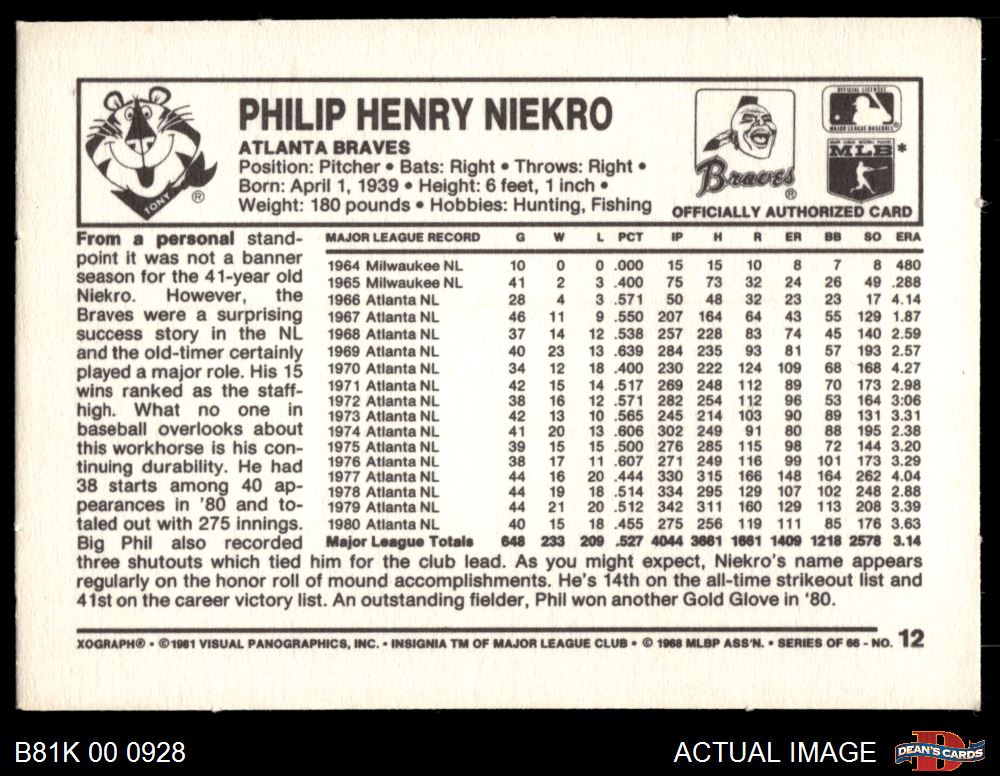 TONY ®
PHILIP HENRY NIEKRO
ATLANTA BRAVES
Position: Pitcher • Bats: Right • Throws: Right •
Born: April 1, 1939 • Height: 6 feet, 1 inch •
Weight: 180 pounds • Hobbies: Hunting, Fishing
Braves ®
OFFICIAL LICENSEE
MAJOR LEAGUE BASEBALL ®
MAJOR LEAGUE BASEBALL PLAYERS
MLB *
OFFICIALLY AUTHORIZED CARD
From a personal stand-
point it was not a banner
season for the 41-year old
Niekro. However, the
Braves were a surprising
success story in the NL
and the old-timer certainly
played a major role. His 15
wins ranked as the staff-
high. What no one in
baseball overlooks about
this workhorse is his con-
tinuing durability. He had
38 starts among 40 ap-
pearances in '80 and to-
taled out with 275 innings.
Big Phil also recorded
MAJOR LEAGUE RECORD G W L PCT IP H R ER BB SO ERA
1964 Milwaukee NL 10 0 0 .000 15 15 10 8 7 8 480
1965 Milwaukee NL 41 2 3 .400 75 73 32 24 26 49 .288
1966 Atlanta NL 28 4 3 .571 50 48 32 23 23 17 4.14
1967 Atlanta NL 46 11 9 .550 207 164 64 43 55 129 1.87
1968 Atlanta NL 37 14 12 .538 257 228 83 74 45 140 2.59
1969 Atlanta NL 40 23 13 .639 284 235 93 81 57 193 2.57
1970 Atlanta NL 34 12 18 .400 230 222 124 109 68 168 4.27
1971 Atlanta NL 42 15 14 .517 269 248 112 89 70 173 2.98
1972 Atlanta NL 38 16 12 .571 282 254 112 96 53 164 3:06
1973 Atlanta NL 42 13 10 .565 245 214 103 90 89 131 3.31
1974 Atlanta NL 41 20 13 .606 302 249 91 80 88 195 2.38
1975 Atlanta NL 39 15 15 .500 276 285 115 98 72 144 3.20
1976 Atlanta NL 38 17 11 .607 271 249 116 99 101 173 3.29
1977 Atlanta NL 44 16 20 .444 330 315 166 148 164 262 4.04
1978 Atlanta NL 44 19 18 .514 334 295 129 107 102 248 2.88
1979 Atlanta NL 44 21 20 .512 342 311 160 129 113 208 3.39
1980 Atlanta NL 40 15 18 .455 275 256 119 111 85 176 3.63
Major League Totals 648 233 209 .527 4044 3661 1661 1409 1218 2578 3.14
three shutouts which tied him for the club lead. As you might expect, Niekro's name appears
regularly on the honor roll of mound accomplishments. He's 14th on the all-time strikeout list and
41st on the career victory list. An outstanding fielder, Phil won another Gold Glove in '80.
XOGRAPH® • ©1981 VISUAL PANOGRAPHICS, INC. • INSIGNIA TM OF MAJOR LEAGUE CLUB • © 1968 MLBP ASS'N. • SERIES OF 66 - NO. 12
B81K 00 0928
ACTUAL IMAGE
DEAN'S CARDS